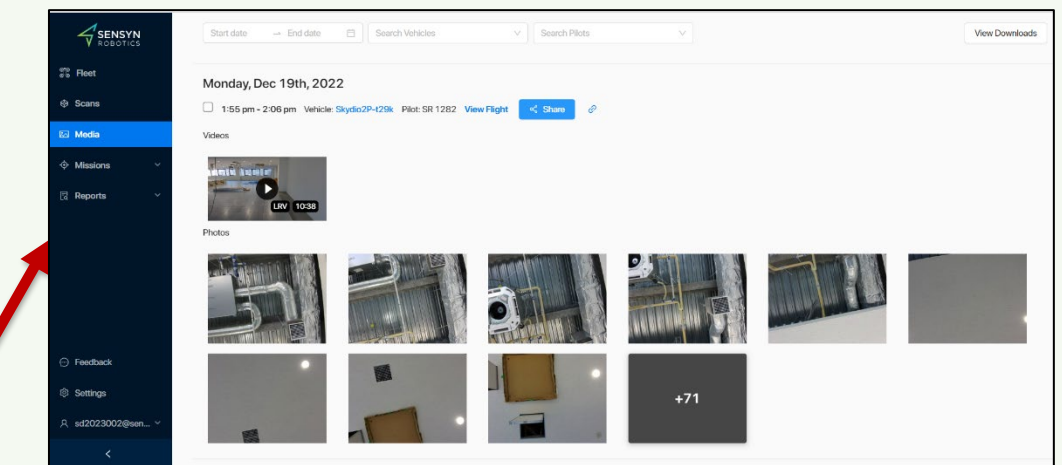 SENSYN
ROBOTICS
Fleet
Scans
Media
Missions
Reports
Feedback
Settings
sd2023002@sen...
Start date → End date
Search Vehicles
Search Pilots
View Downloads
Monday, Dec 19th, 2022
1:55 pm - 2:06 pm Vehicle: Skydio2P-t29k Pilot: SR 1282 View Flight Share
Videos
LRV 10:38
Photos
+71